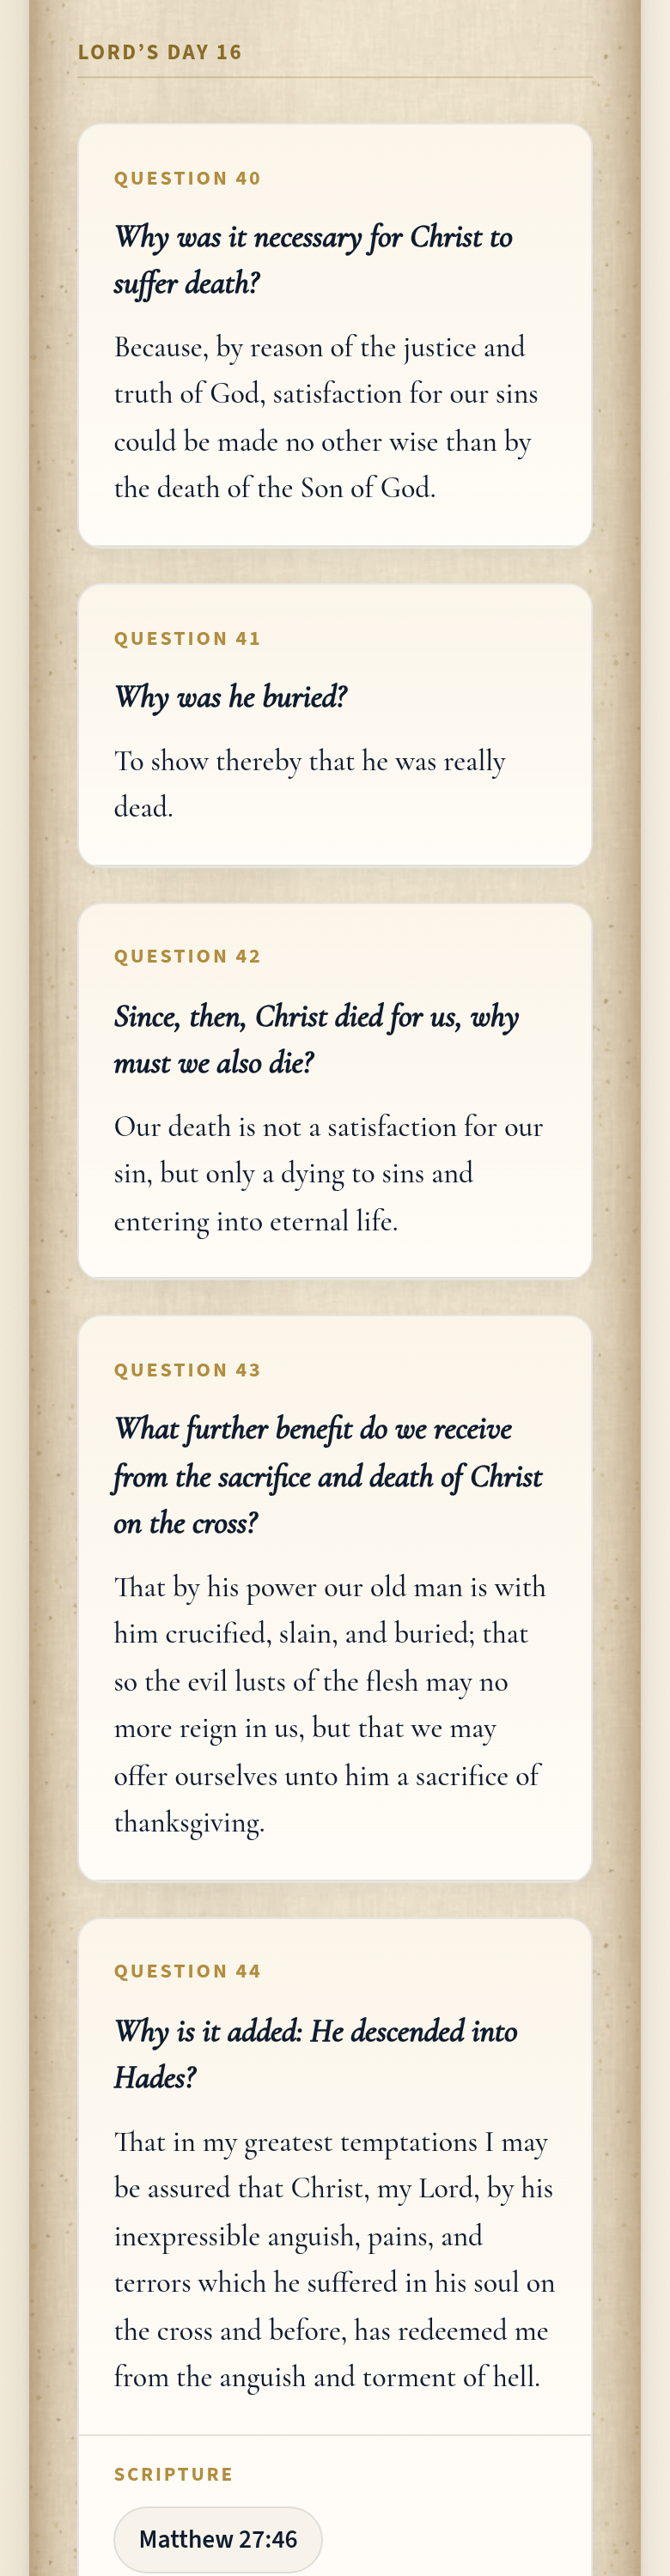 LORD’S DAY 16
QUESTION 40
Why was it necessary for Christ to
suffer death?
Because, by reason of the justice and
truth of God, satisfaction for our sins
could be made no other wise than by
the death of the Son of God.
QUESTION 41
Why was he buried?
To show thereby that he was really
dead.
QUESTION 42
Since, then, Christ died for us, why
must we also die?
Our death is not a satisfaction for our
sin, but only a dying to sins and
entering into eternal life.
QUESTION 43
What further benefit do we receive
from the sacrifice and death of Christ
on the cross?
That by his power our old man is with
him crucified, slain, and buried; that
so the evil lusts of the flesh may no
more reign in us, but that we may
offer ourselves unto him a sacrifice of
thanksgiving.
QUESTION 44
Why is it added: He descended into
Hades?
That in my greatest temptations I may
be assured that Christ, my Lord, by his
inexpressible anguish, pains, and
terrors which he suffered in his soul on
the cross and before, has redeemed me
from the anguish and torment of hell.
SCRIPTURE
Matthew 27:46